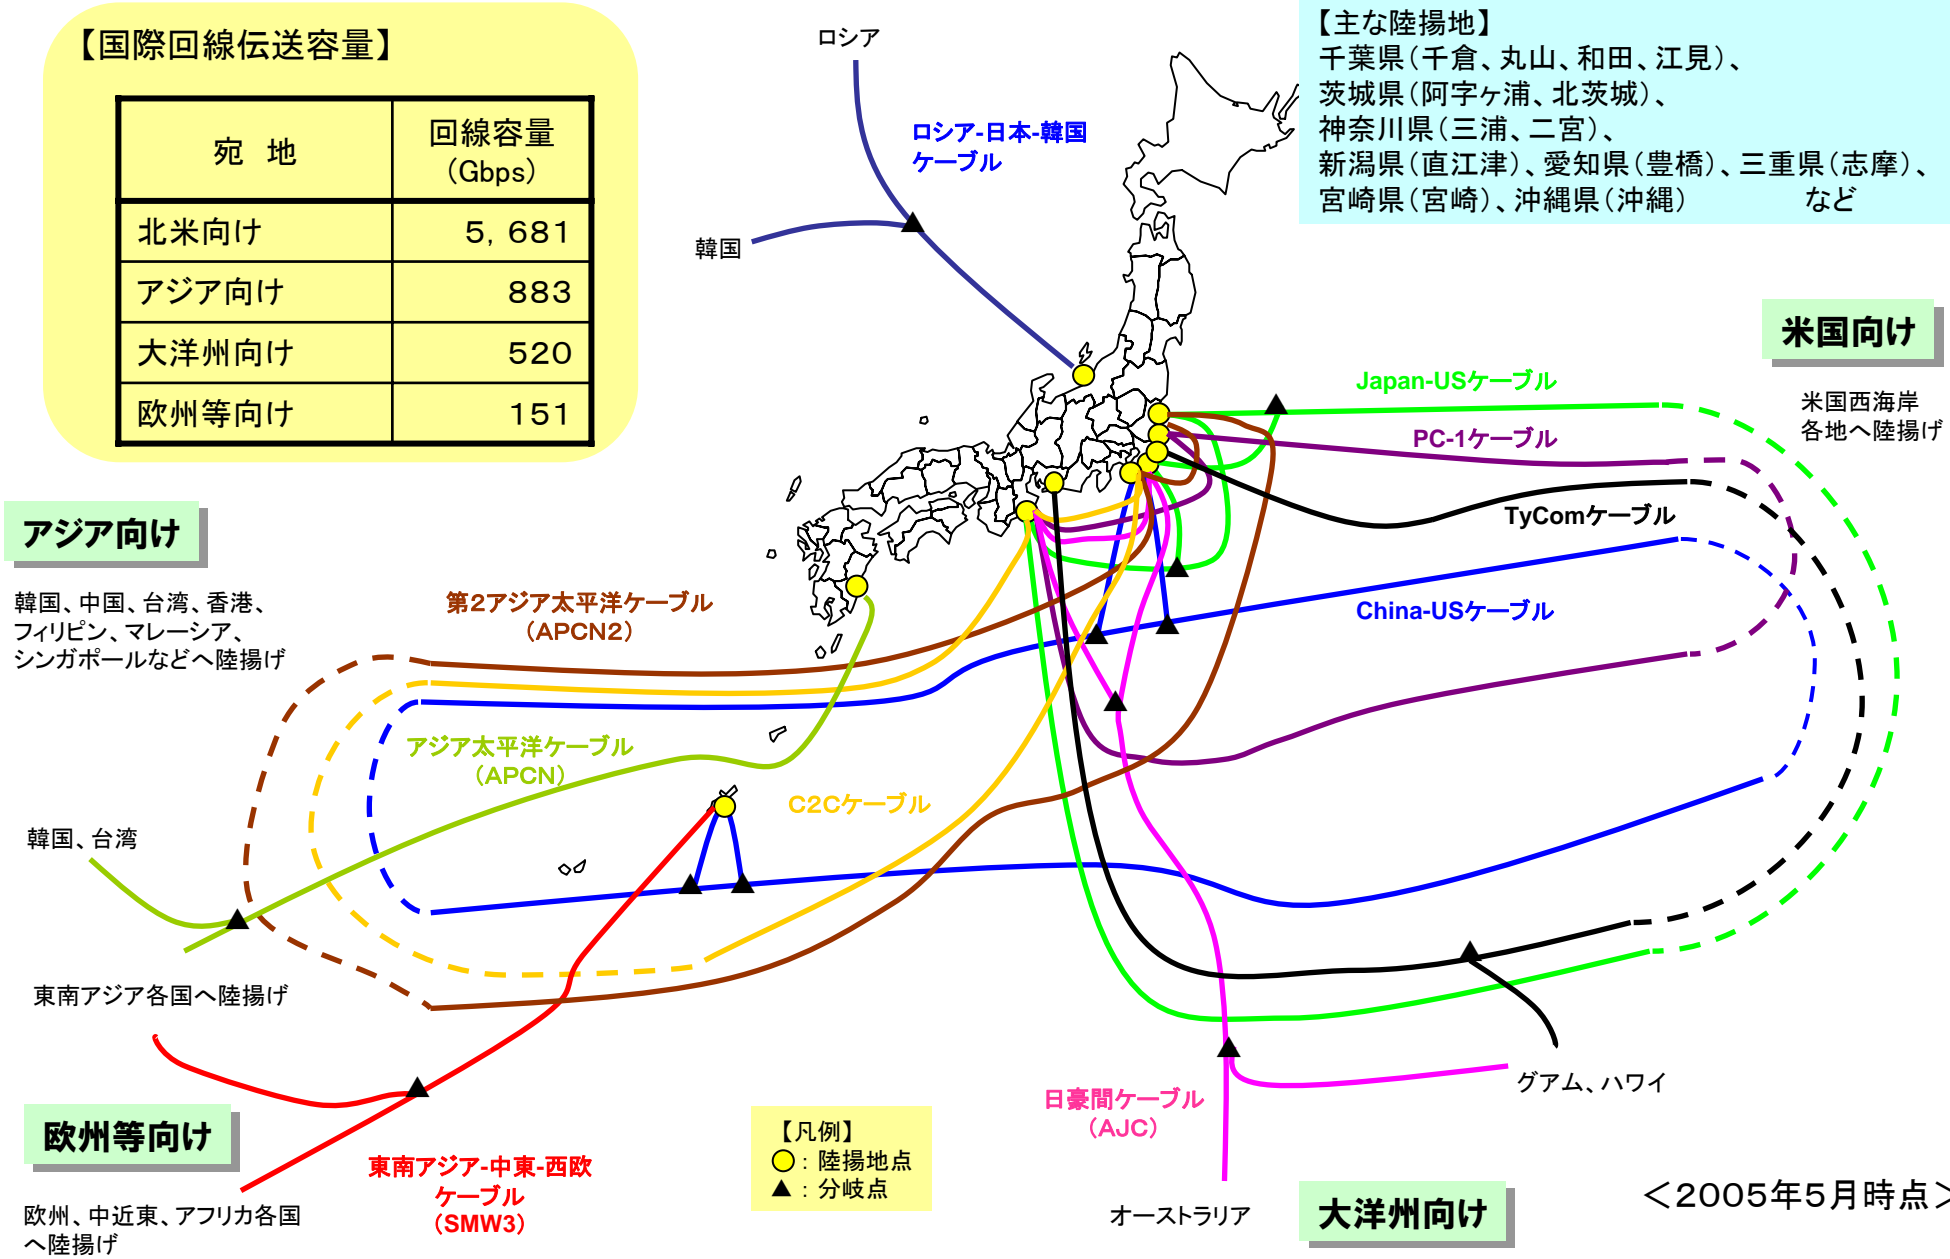 【国際回線伝送容量】
宛 地
回線容量
(Gbps)
北米向け
5，681
アジア向け
883
大洋州向け
520
欧州等向け
151
ロシア
ロシア-日本-韓国
ケーブル
韓国
【主な陸揚地】
千葉県（千倉、丸山、和田、江見）、
茨城県（阿字ヶ浦、北茨城）、
神奈川県（三浦、二宮）、
新潟県（直江津）、愛知県（豊橋）、三重県（志摩）、
宮崎県（宮崎）、沖縄県（沖縄） など
米国向け
米国西海岸
各地へ陸揚げ
Japan-USケーブル
PC-1ケーブル
TyComケーブル
China-USケーブル
アジア向け
韓国、中国、台湾、香港、
フィリピン、マレーシア、
シンガポールなどへ陸揚げ
第2アジア太平洋ケーブル
（APCN2）
アジア太平洋ケーブル
（APCN）
C2Cケーブル
韓国、台湾
東南アジア各国へ陸揚げ
欧州等向け
欧州、中近東、アフリカ各国
へ陸揚げ
東南アジア-中東-西欧
ケーブル
(SMW3)
【凡例】
：陸揚地点
：分岐点
日豪間ケーブル
（AJC）
グアム、ハワイ
オーストラリア
大洋州向け
＜2005年5月時点＞